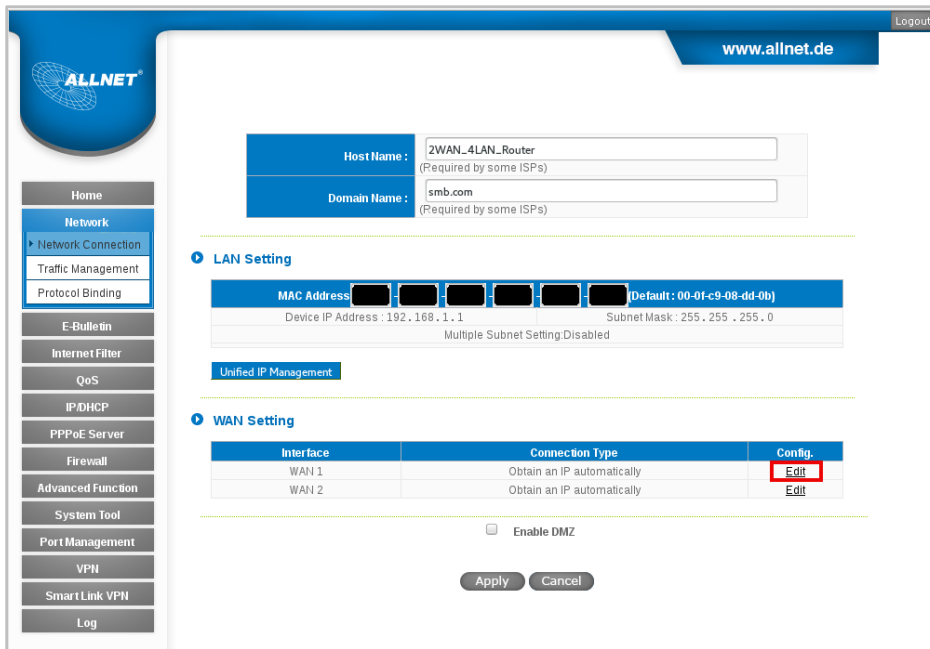 Logout
www.allnet.de
ALLNET®
Host Name : 2WAN_4LAN_Router
(Required by some ISPs)
Domain Name : smb.com
(Required by some ISPs)
Home
Network
Network Connection
Traffic Management
Protocol Binding
E-Bulletin
Internet Filter
QoS
IP/DHCP
PPPoE Server
Firewall
Advanced Function
System Tool
Port Management
VPN
Smart Link VPN
Log
LAN Setting
MAC Address - - - - - (Default : 00-0f-c9-08-dd-0b)
Device IP Address : 192.168.1.1 Subnet Mask : 255.255 .255.0
Multiple Subnet Setting:Disabled
Unified IP Management
WAN Setting
Interface Connection Type Config.
WAN 1 Obtain an IP automatically Edit
WAN 2 Obtain an IP automatically Edit
Enable DMZ
Apply Cancel